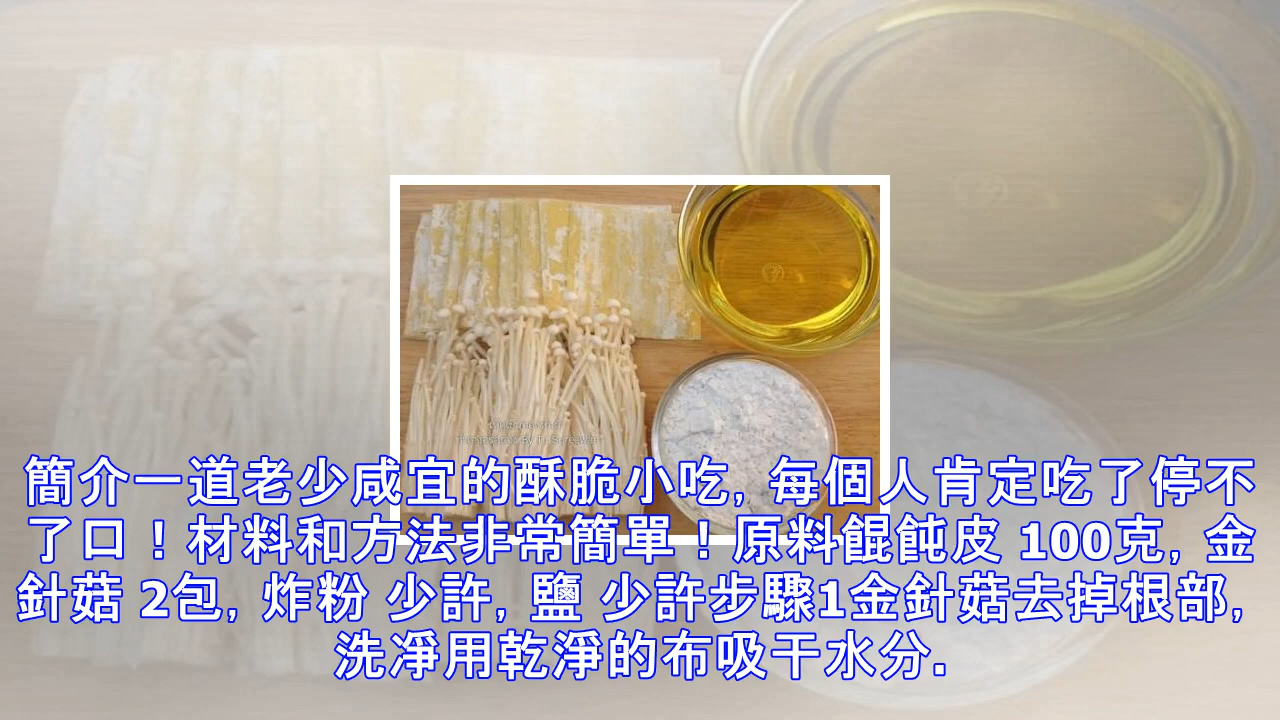 簡介一道老少咸宜的酥脆小吃, 每個人肯定吃了停不
了口！材料和方法非常簡單！原料餛飩皮 100克, 金
針菇 2包, 炸粉 少許, 鹽 少許步驟1金針菇去掉根部,
洗凈用乾淨的布吸干水分.